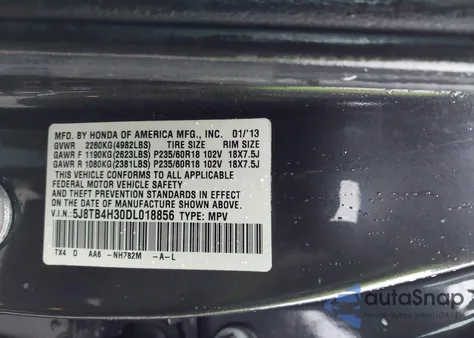 MFD. BY HONDA OF AMERICA MFG., INC. 01/'13
GVWR 2260KG(4982LBS) TIRE SIZE RIM SIZE
GAWR F 1190KG(2623LBS) P235/60R18 102V 18X7.5J
GAWR R 1080KG(2381LBS) P235/60R18 102V 18X7.5J
THIS VEHICLE CONFORMS TO ALL APPLICABLE
FEDERAL MOTOR VEHICLE SAFETY
AND THEFT PREVENTION STANDARDS IN EFFECT ON
THE DATE OF MANUFACTURE SHOWN ABOVE.
V.I.N.: 5J8TB4H30DL018856 TYPE: MPV
TX4 D AA6 -NH782M -A-L
autoSnap